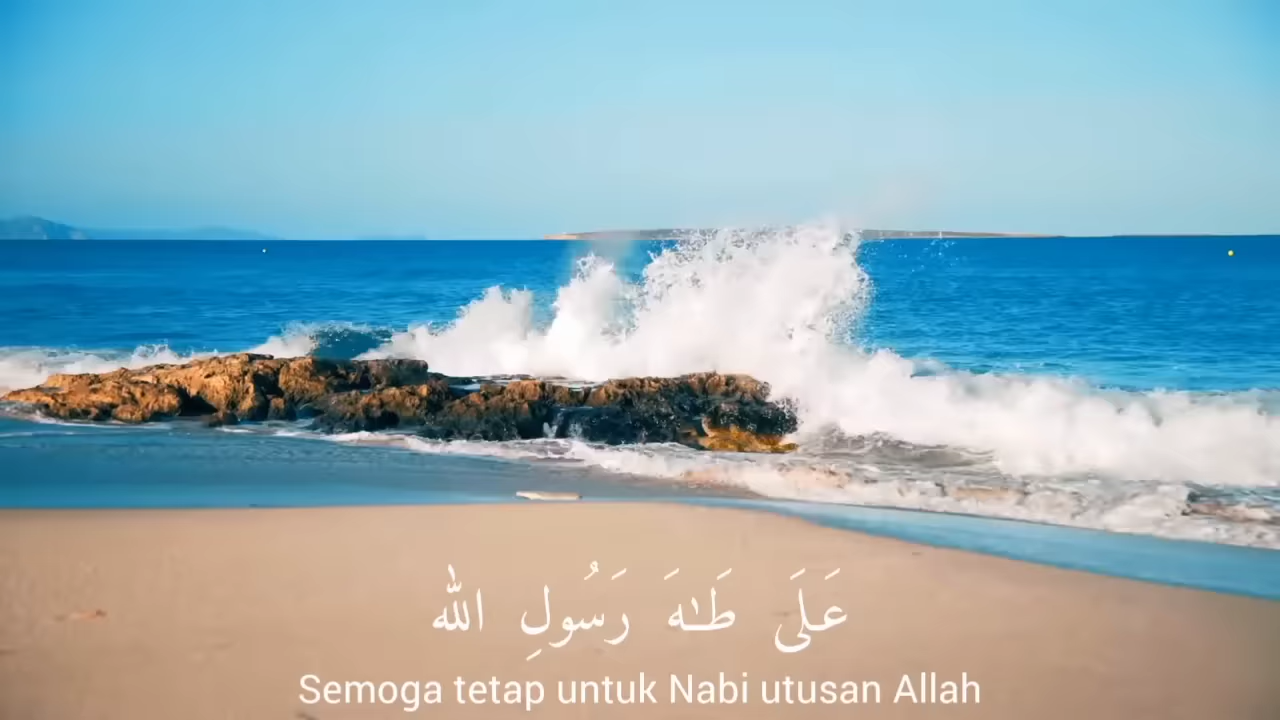 عَلَى طَـٰهَ رَسُولِ الله
Semoga tetap untuk Nabi utusan Allah